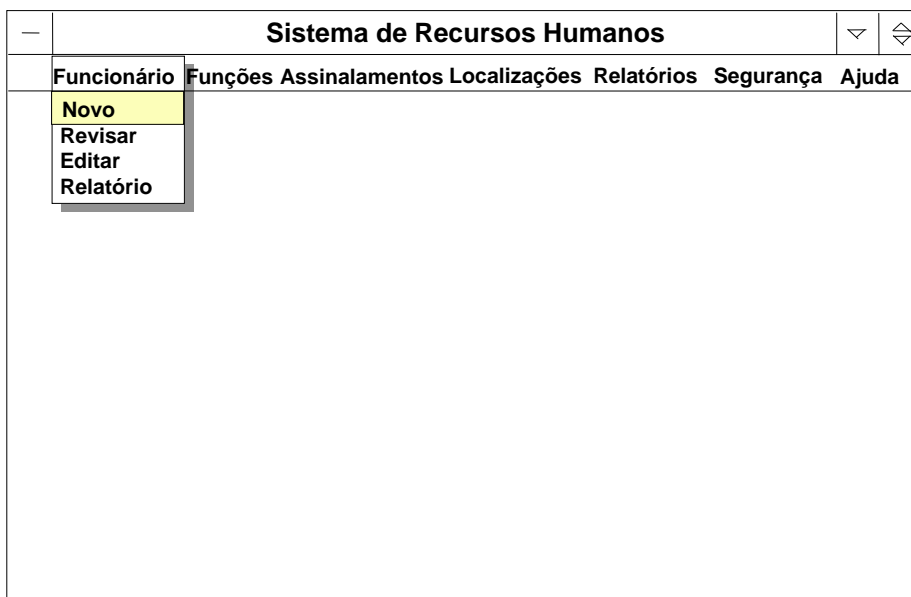 Sistema de Recursos Humanos
Funcionário Funções Assinalamentos Localizações Relatórios Segurança Ajuda
Novo
Revisar
Editar
Relatório